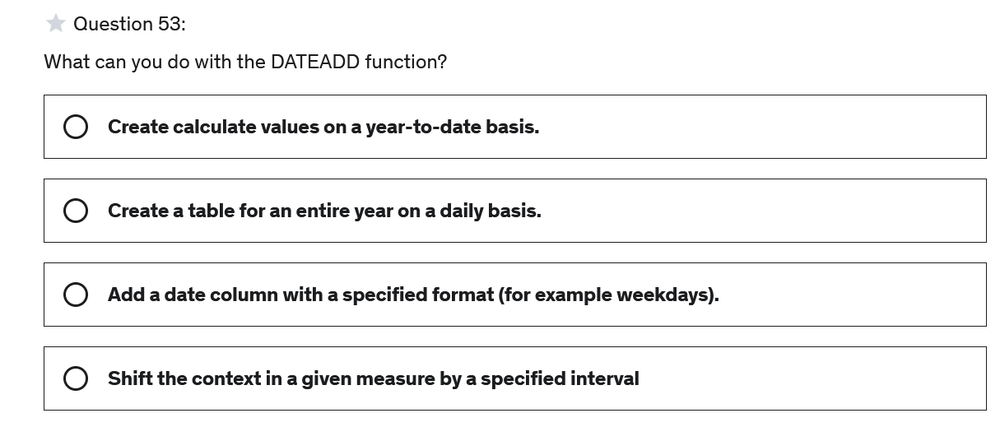 Question 53:
What can you do with the DATEADD function?
Create calculate values on a year-to-date basis.
Create a table for an entire year on a daily basis.
Add a date column with a specified format (for example weekdays).
Shift the context in a given measure by a specified interval